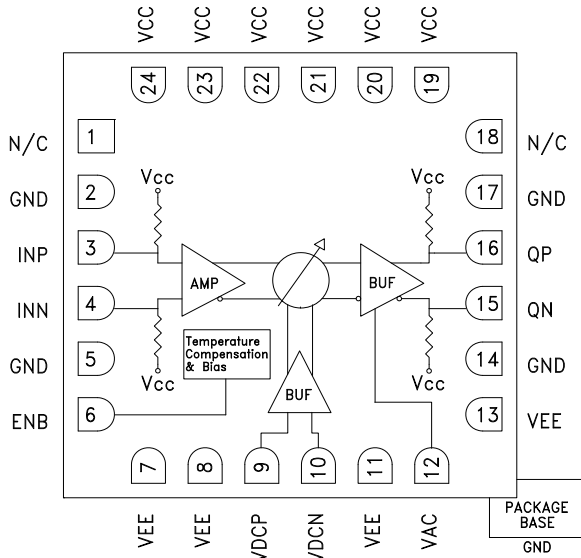 VCC VCC VCC VCC VCC VCC
24 23 22 21 20 19
N/C 1 18 N/C
GND 2 Vcc Vcc 17 GND
INP 3 16 QP
AMP BUF
INN 4 15 QN
GND 5 Temperature Compensation & Bias 14 GND
Vcc Vcc
BUF
ENB 6 13 VEE
7 8 9 10 11 12
VEE VEE VDCP VDCN VEE VAC
PACKAGE
BASE
GND